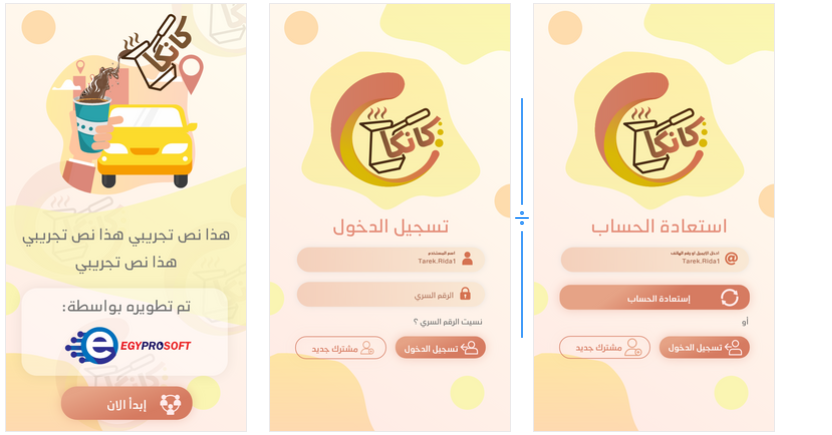 كانكا
هذا نص تجريبي هذا نص تجريبي
هذا نص تجريبي
تم تطويره بواسطة:
e EGYPROSOFT
إبدأ الان
كانكا
تسجيل الدخول
اسم المستخدم
Tarek.Rida1
الرقم السري
نسيت الرقم السري ؟
تسجيل الدخول
مشترك جديد
كانكا
استعادة الحساب
ادخل الايميل او رقم الهاتف
@
Tarek.Rida1
إستعادة الحساب
أو
تسجيل الدخول
مشترك جديد